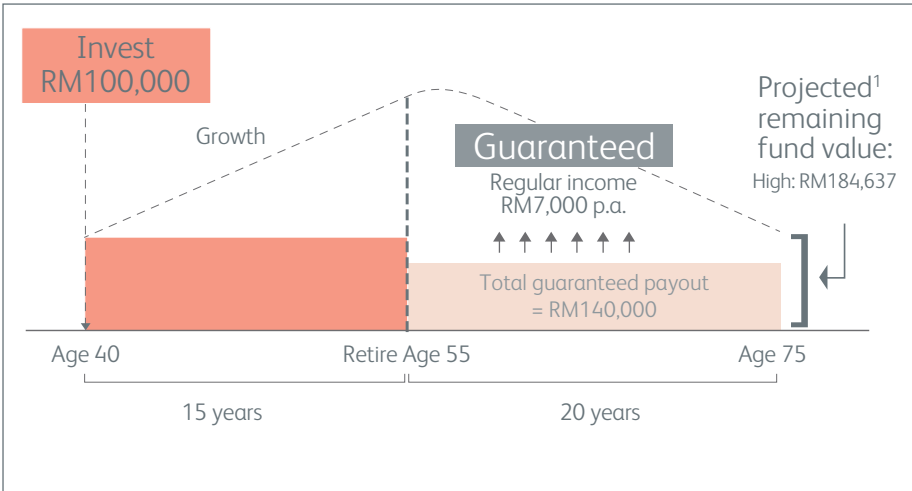 Invest
RM100,000
Growth
Guaranteed
Regular income
RM7,000 p.a.
Projected¹
remaining
fund value:
High: RM184,637
Total guaranteed payout
= RM140,000
Age 40
Retire Age 55
Age 75
15 years
20 years